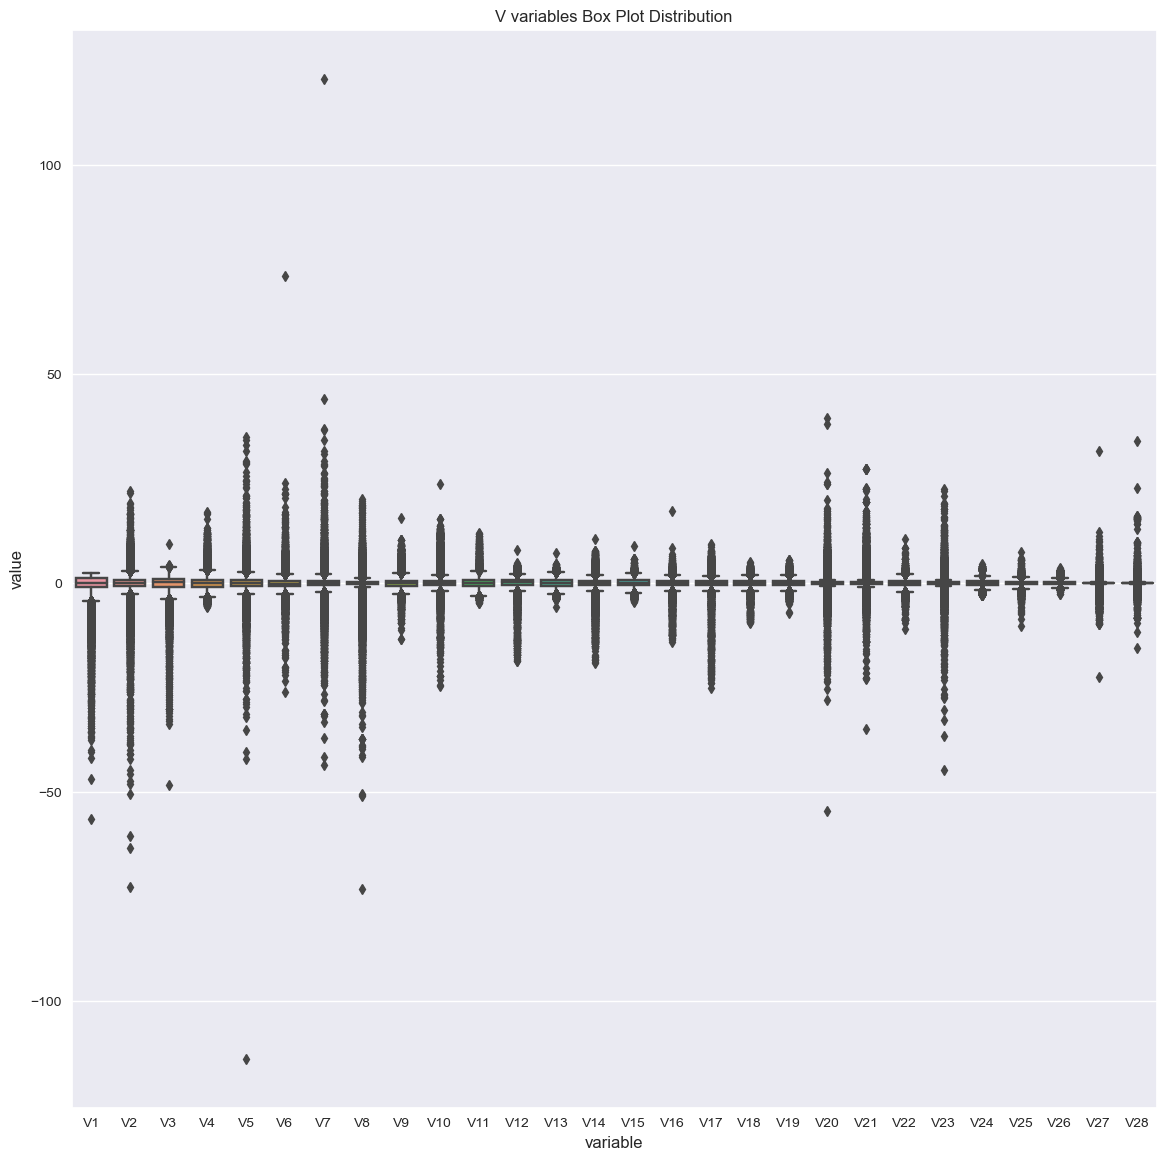 V variables Box Plot Distribution
value
100
50
0
−50
−100
V1 V2 V3 V4 V5 V6 V7 V8 V9 V10 V11 V12 V13 V14 V15 V16 V17 V18 V19 V20 V21 V22 V23 V24 V25 V26 V27 V28
variable